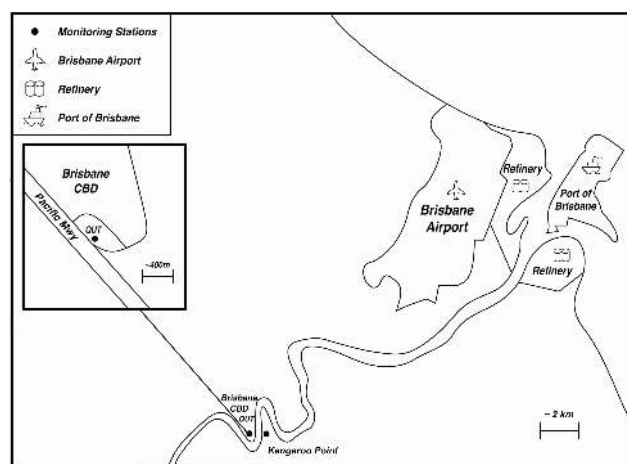 Monitoring Stations
Brisbane Airport
Refinery
Port of Brisbane
Brisbane
CBD
Pacific Mwy
QUT
~400m
Refinery
Port of
Brisbane
Brisbane
Airport
Refinery
Brisbane
CBD
QUT
Kangaroo Point
~ 2 km